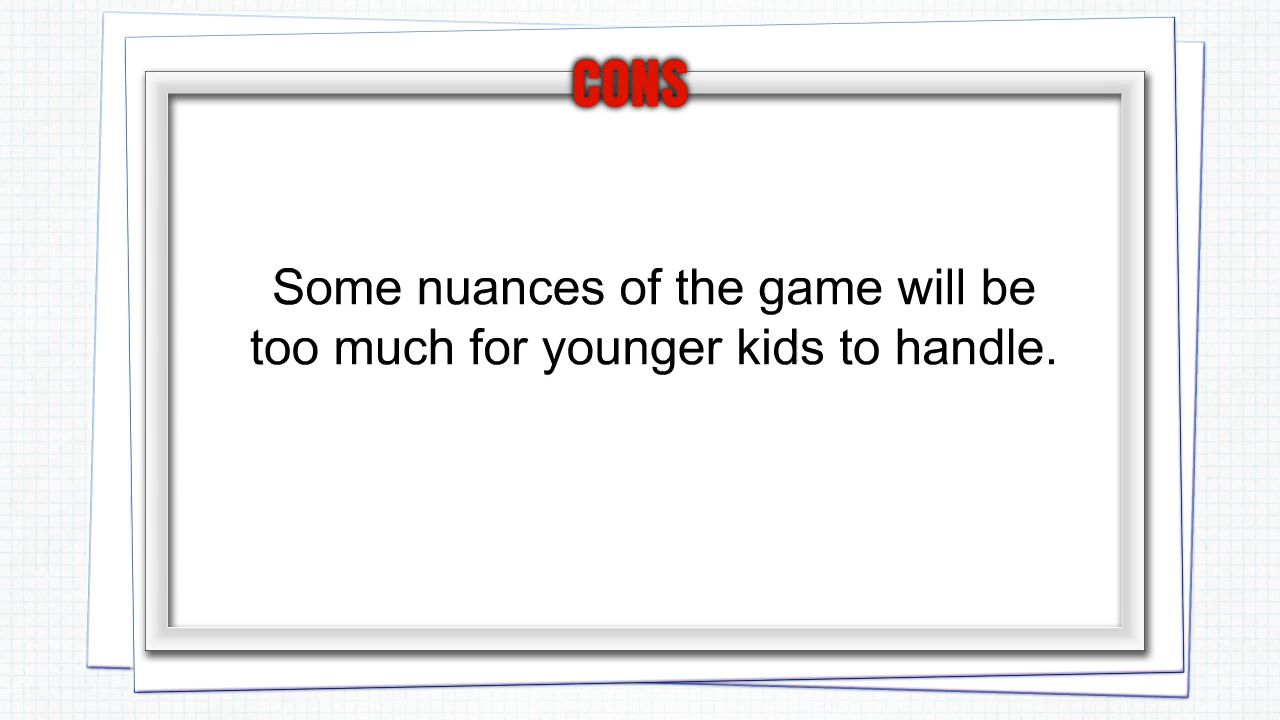 CONS
Some nuances of the game will be
too much for younger kids to handle.